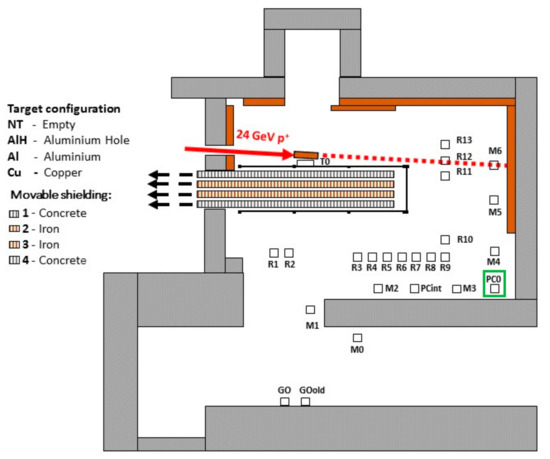 Target configuration
NT - Empty
AlH - Aluminium Hole
Al - Aluminium
Cu - Copper
Movable shielding:
1 - Concrete
2 - Iron
3 - Iron
4 - Concrete
24 GeV p⁺
T0
R13
R12
M6
R11
M5
R10
M4
R1 R2
R3 R4 R5 R6 R7 R8 R9
PC0
M2 PCint M3
M1
M0
GO GOold